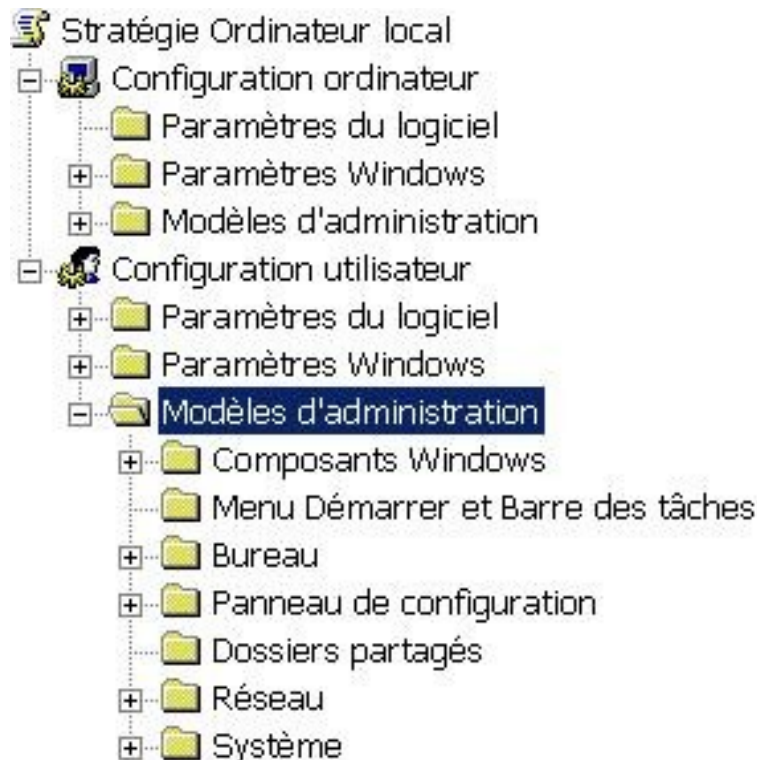 Stratégie Ordinateur local
Configuration ordinateur
Paramètres du logiciel
Paramètres Windows
Modèles d'administration
Configuration utilisateur
Paramètres du logiciel
Paramètres Windows
Modèles d'administration
Composants Windows
Menu Démarrer et Barre des tâches
Bureau
Panneau de configuration
Dossiers partagés
Réseau
Système